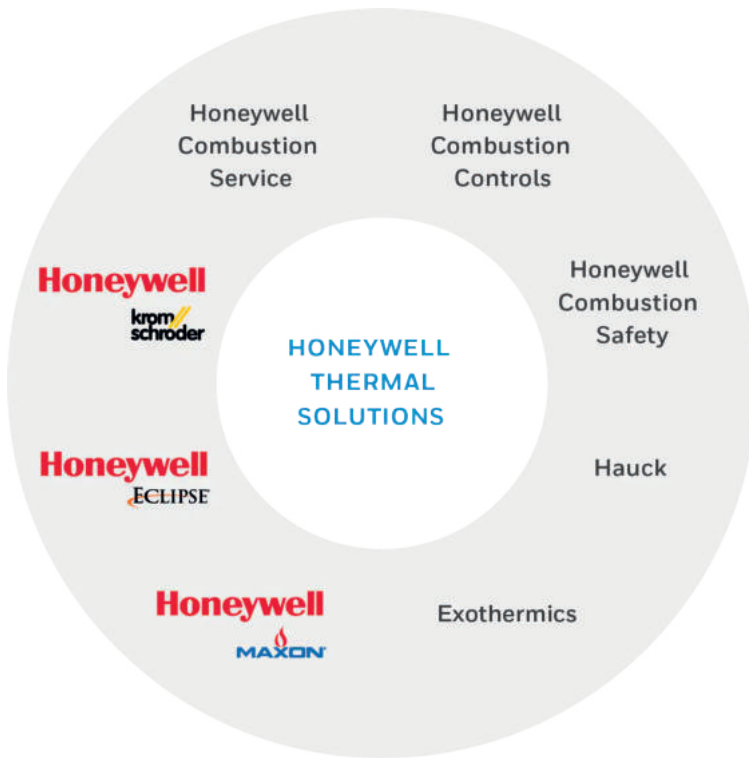 Honeywell
Combustion
Service
Honeywell
Combustion
Controls
Honeywell
Combustion
Safety
Hauck
Exothermics
Honeywell
MAXON
Honeywell
ECLIPSE
Honeywell
krom//
schroder
HONEYWELL
THERMAL
SOLUTIONS